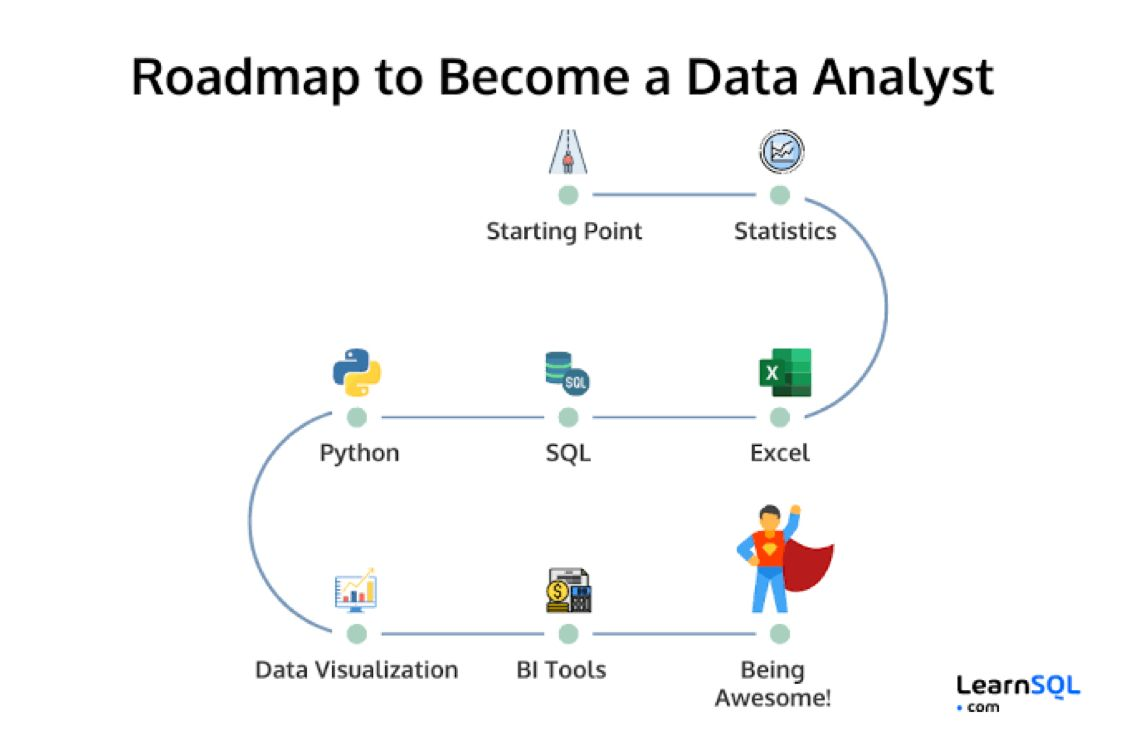 Roadmap to Become a Data Analyst
Starting Point
Statistics
Python
SQL
SQL
X
Excel
$
Data Visualization
BI Tools
Being
Awesome!
LearnSQL
.com